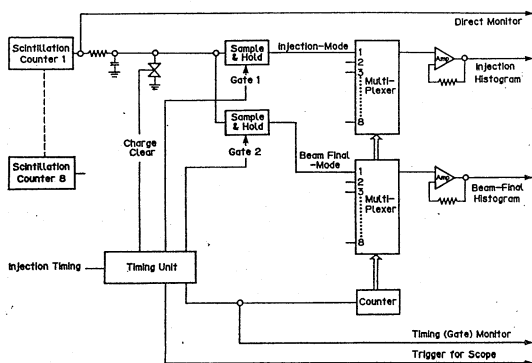 Direct Monitor
Scintillation
Counter 1
Sample
& Hold
Injection-Mode
Gate 1
1
2
3
8
Multi-
Plexer
Amp
Injection
Histogram
Sample
& Hold
Gate 2
Charge
Clear
Beam Final
-Mode
Scintillation
Counter 8
1
2
3
8
Multi-
Plexer
Amp
Beam-Final
Histogram
Injection Timing
Timing Unit
Counter
Timing (Gate) Monitor
Trigger for Scope